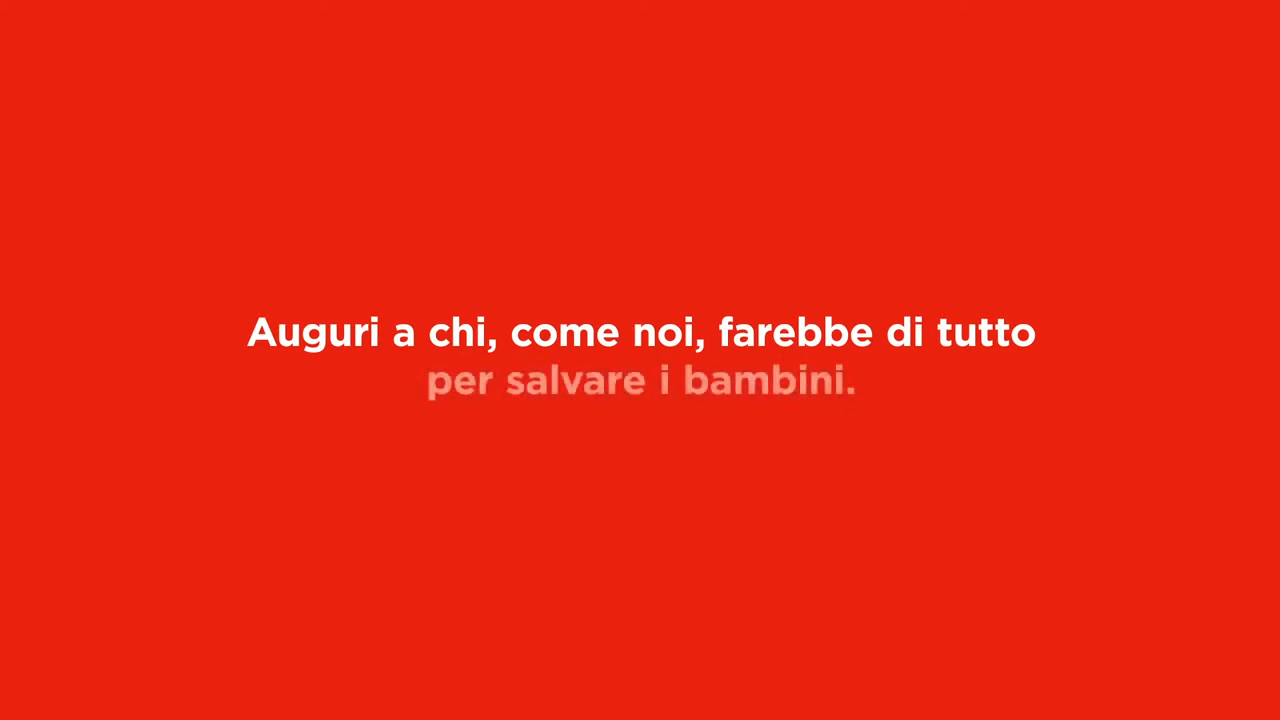 Auguri a chi, come noi, farebbe di tutto
per salvare i bambini.